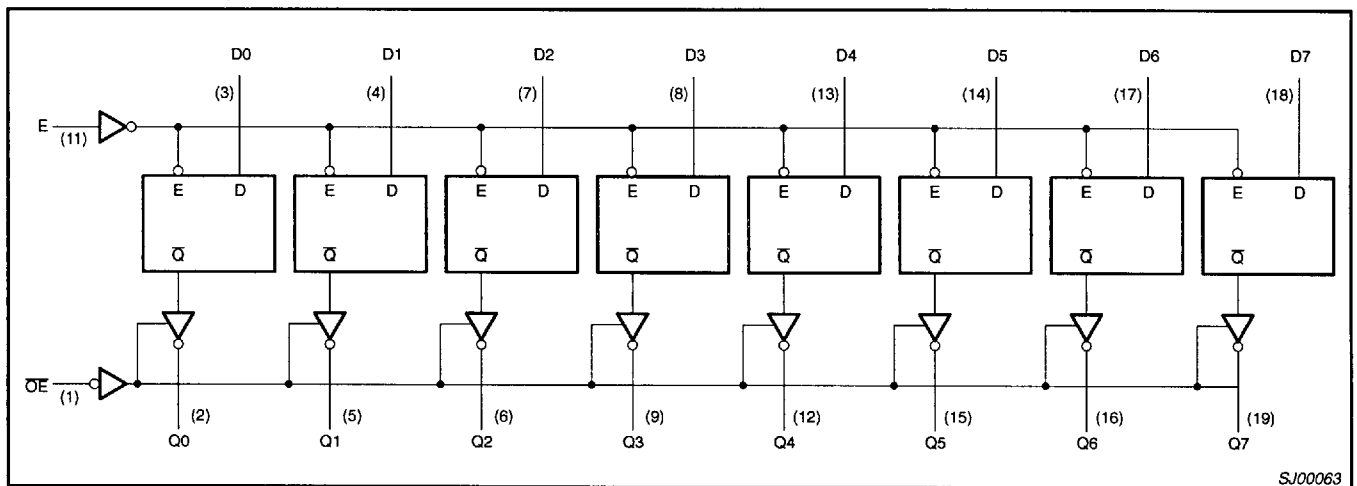 D0 D1 D2 D3 D4 D5 D6 D7
(3) (4) (7) (8) (13) (14) (17) (18)
E
(11)
E D E D E D E D E D E D E D E D
Q̅ Q̅ Q̅ Q̅ Q̅ Q̅ Q̅ Q̅
O̅E̅
(1)
(2) (5) (6) (9) (12) (15) (16) (19)
Q0 Q1 Q2 Q3 Q4 Q5 Q6 Q7
SJ00063